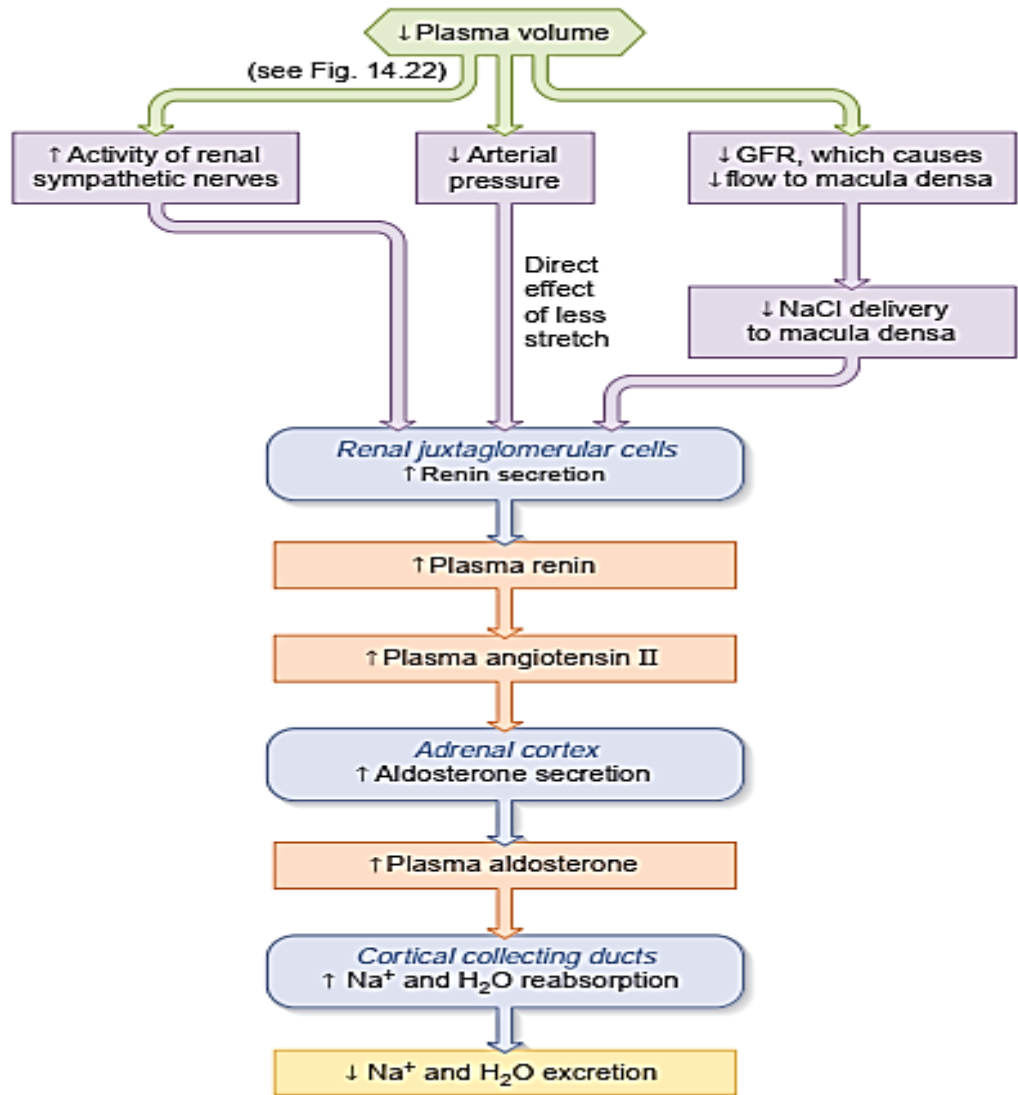 ↓ Plasma volume
(see Fig. 14.22)
↑ Activity of renal
sympathetic nerves
↓ Arterial
pressure
↓ GFR, which causes
↓ flow to macula densa
Direct
effect
of less
stretch
↓ NaCl delivery
to macula densa
Renal juxtaglomerular cells
↑ Renin secretion
↑ Plasma renin
↑ Plasma angiotensin II
Adrenal cortex
↑ Aldosterone secretion
↑ Plasma aldosterone
Cortical collecting ducts
↑ Na⁺ and H₂O reabsorption
↓ Na⁺ and H₂O excretion